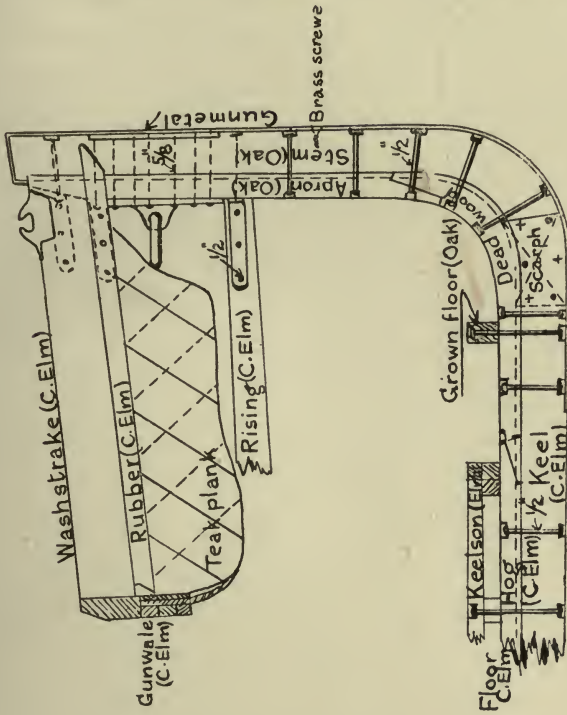 Washstrake (C.Elm)
Gunmetal
5/8"
Brass screws
Rubber (C.Elm)
Stem (Oak)
Apron (Oak)
1/2"
Teak plank
1/2"
Rising (C.Elm)
Gunwale
(C.Elm)
Dead
wood
Scarph
Grown floor (Oak)
Keelson (Elm)
Hog
(C.Elm)
1/2"
Keel
(C.Elm)
Floor
C.Elm